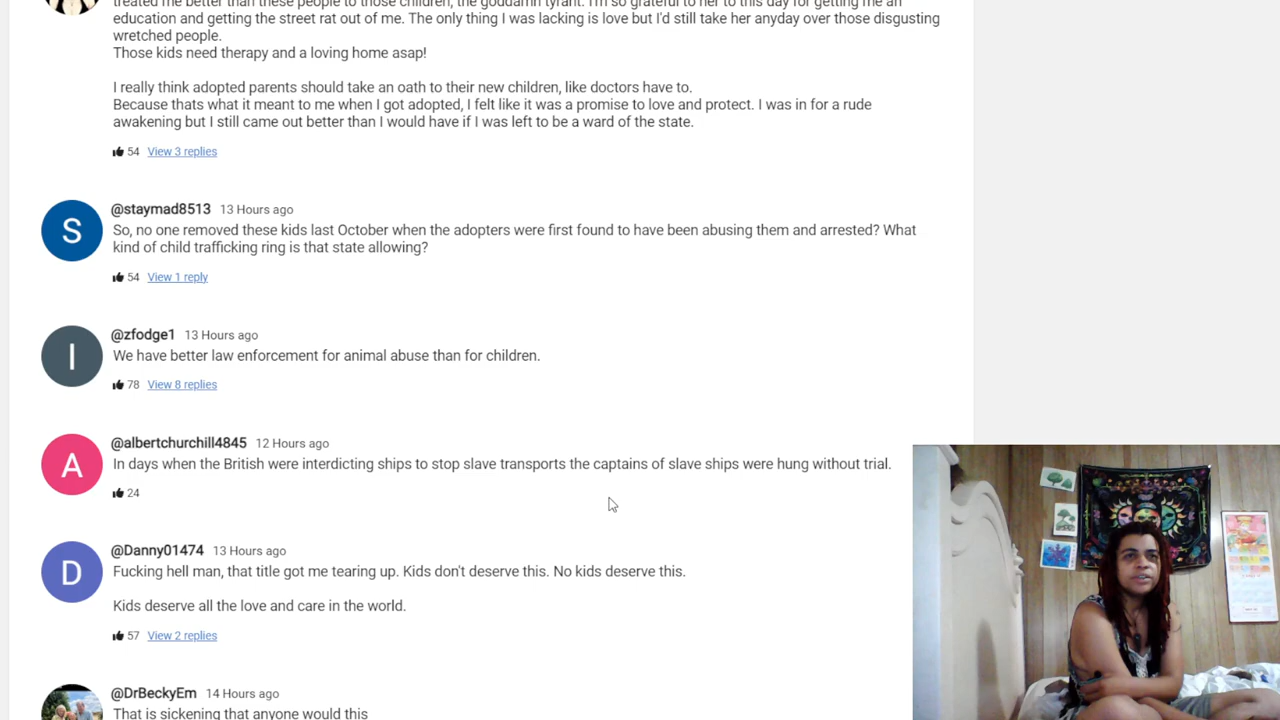 treated me better than these people to those children, the goddamn tyrant. I'm so grateful to her to this day for getting me an
education and getting the street rat out of me. The only thing I was lacking is love but I'd still take her anyday over those disgusting
wretched people.
Those kids need therapy and a loving home asap!
I really think adopted parents should take an oath to their new children, like doctors have to.
Because thats what it meant to me when I got adopted, I felt like it was a promise to love and protect. I was in for a rude
awakening but I still came out better than I would have if I was left to be a ward of the state.
54 View 3 replies
S
@staymad8513 13 Hours ago
So, no one removed these kids last October when the adopters were first found to have been abusing them and arrested? What
kind of child trafficking ring is that state allowing?
54 View 1 reply
I
@zfodge1 13 Hours ago
We have better law enforcement for animal abuse than for children.
78 View 8 replies
A
@albertchurchill4845 12 Hours ago
In days when the British were interdicting ships to stop slave transports the captains of slave ships were hung without trial.
24
D
@Danny01474 13 Hours ago
Fucking hell man, that title got me tearing up. Kids don't deserve this. No kids deserve this.
Kids deserve all the love and care in the world.
57 View 2 replies
@DrBeckyEm 14 Hours ago
That is sickening that anyone would this